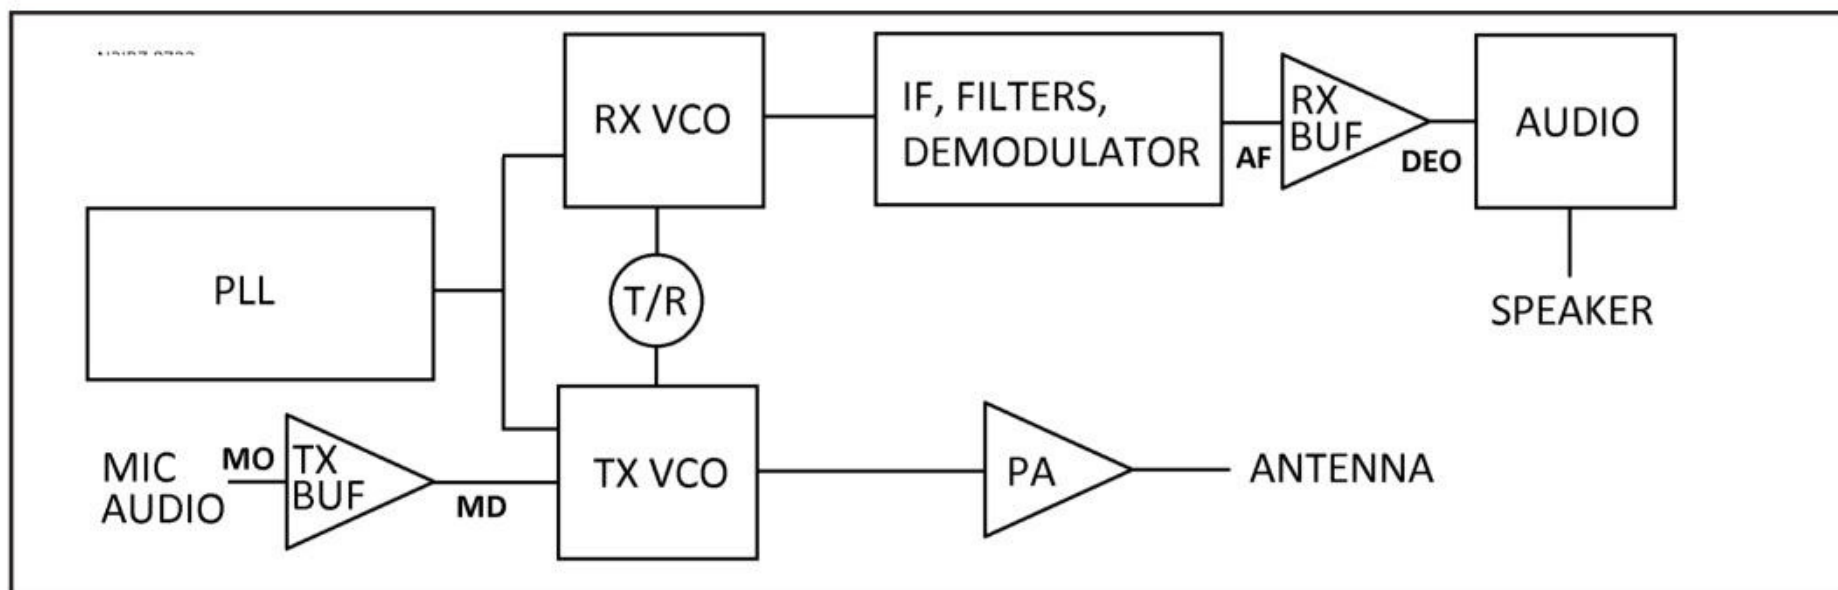 RX VCO
IF, FILTERS,
DEMODULATOR
AF
RX
BUF
DEO
AUDIO
PLL
T/R
SPEAKER
MIC
AUDIO
MO
TX
BUF
MD
TX VCO
PA
ANTENNA